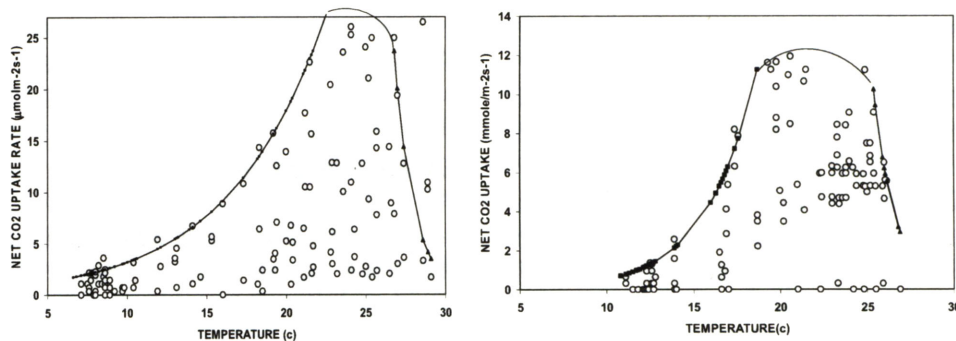 NET CO2 UPTAKE RATE (µmolm-2s-1)
25
20
15
10
5
0
5 10 15 20 25 30
TEMPERATURE (c)
NET CO2 UPTAKE (mmole/m-2s-1)
14
12
10
8
6
4
2
0
10 15 20 25 30
TEMPERATURE(c)